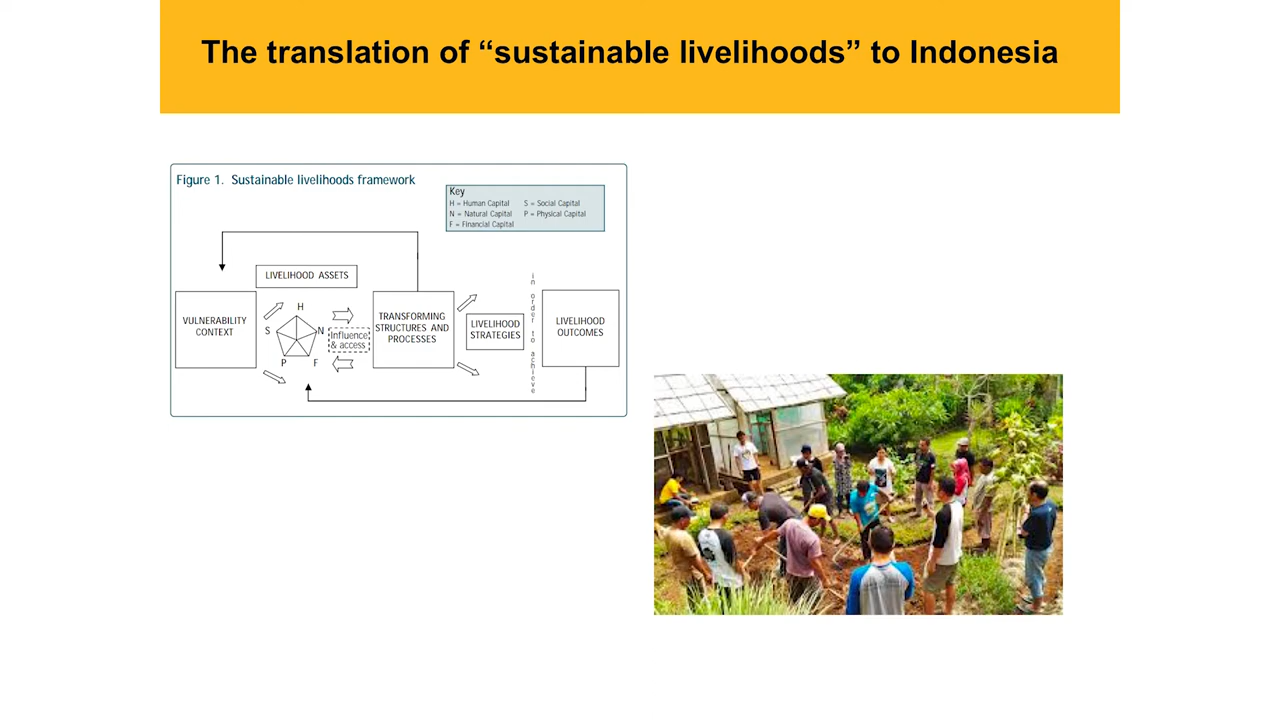 The translation of “sustainable livelihoods” to Indonesia
Figure 1. Sustainable livelihoods framework
Key
H = Human Capital S = Social Capital
N = Natural Capital P = Physical Capital
F = Financial Capital
LIVELIHOOD ASSETS
VULNERABILITY
CONTEXT
H
S
N
P
F
Influence
& access
TRANSFORMING
STRUCTURES AND
PROCESSES
LIVELIHOOD
STRATEGIES
in order to achieve
LIVELIHOOD
OUTCOMES